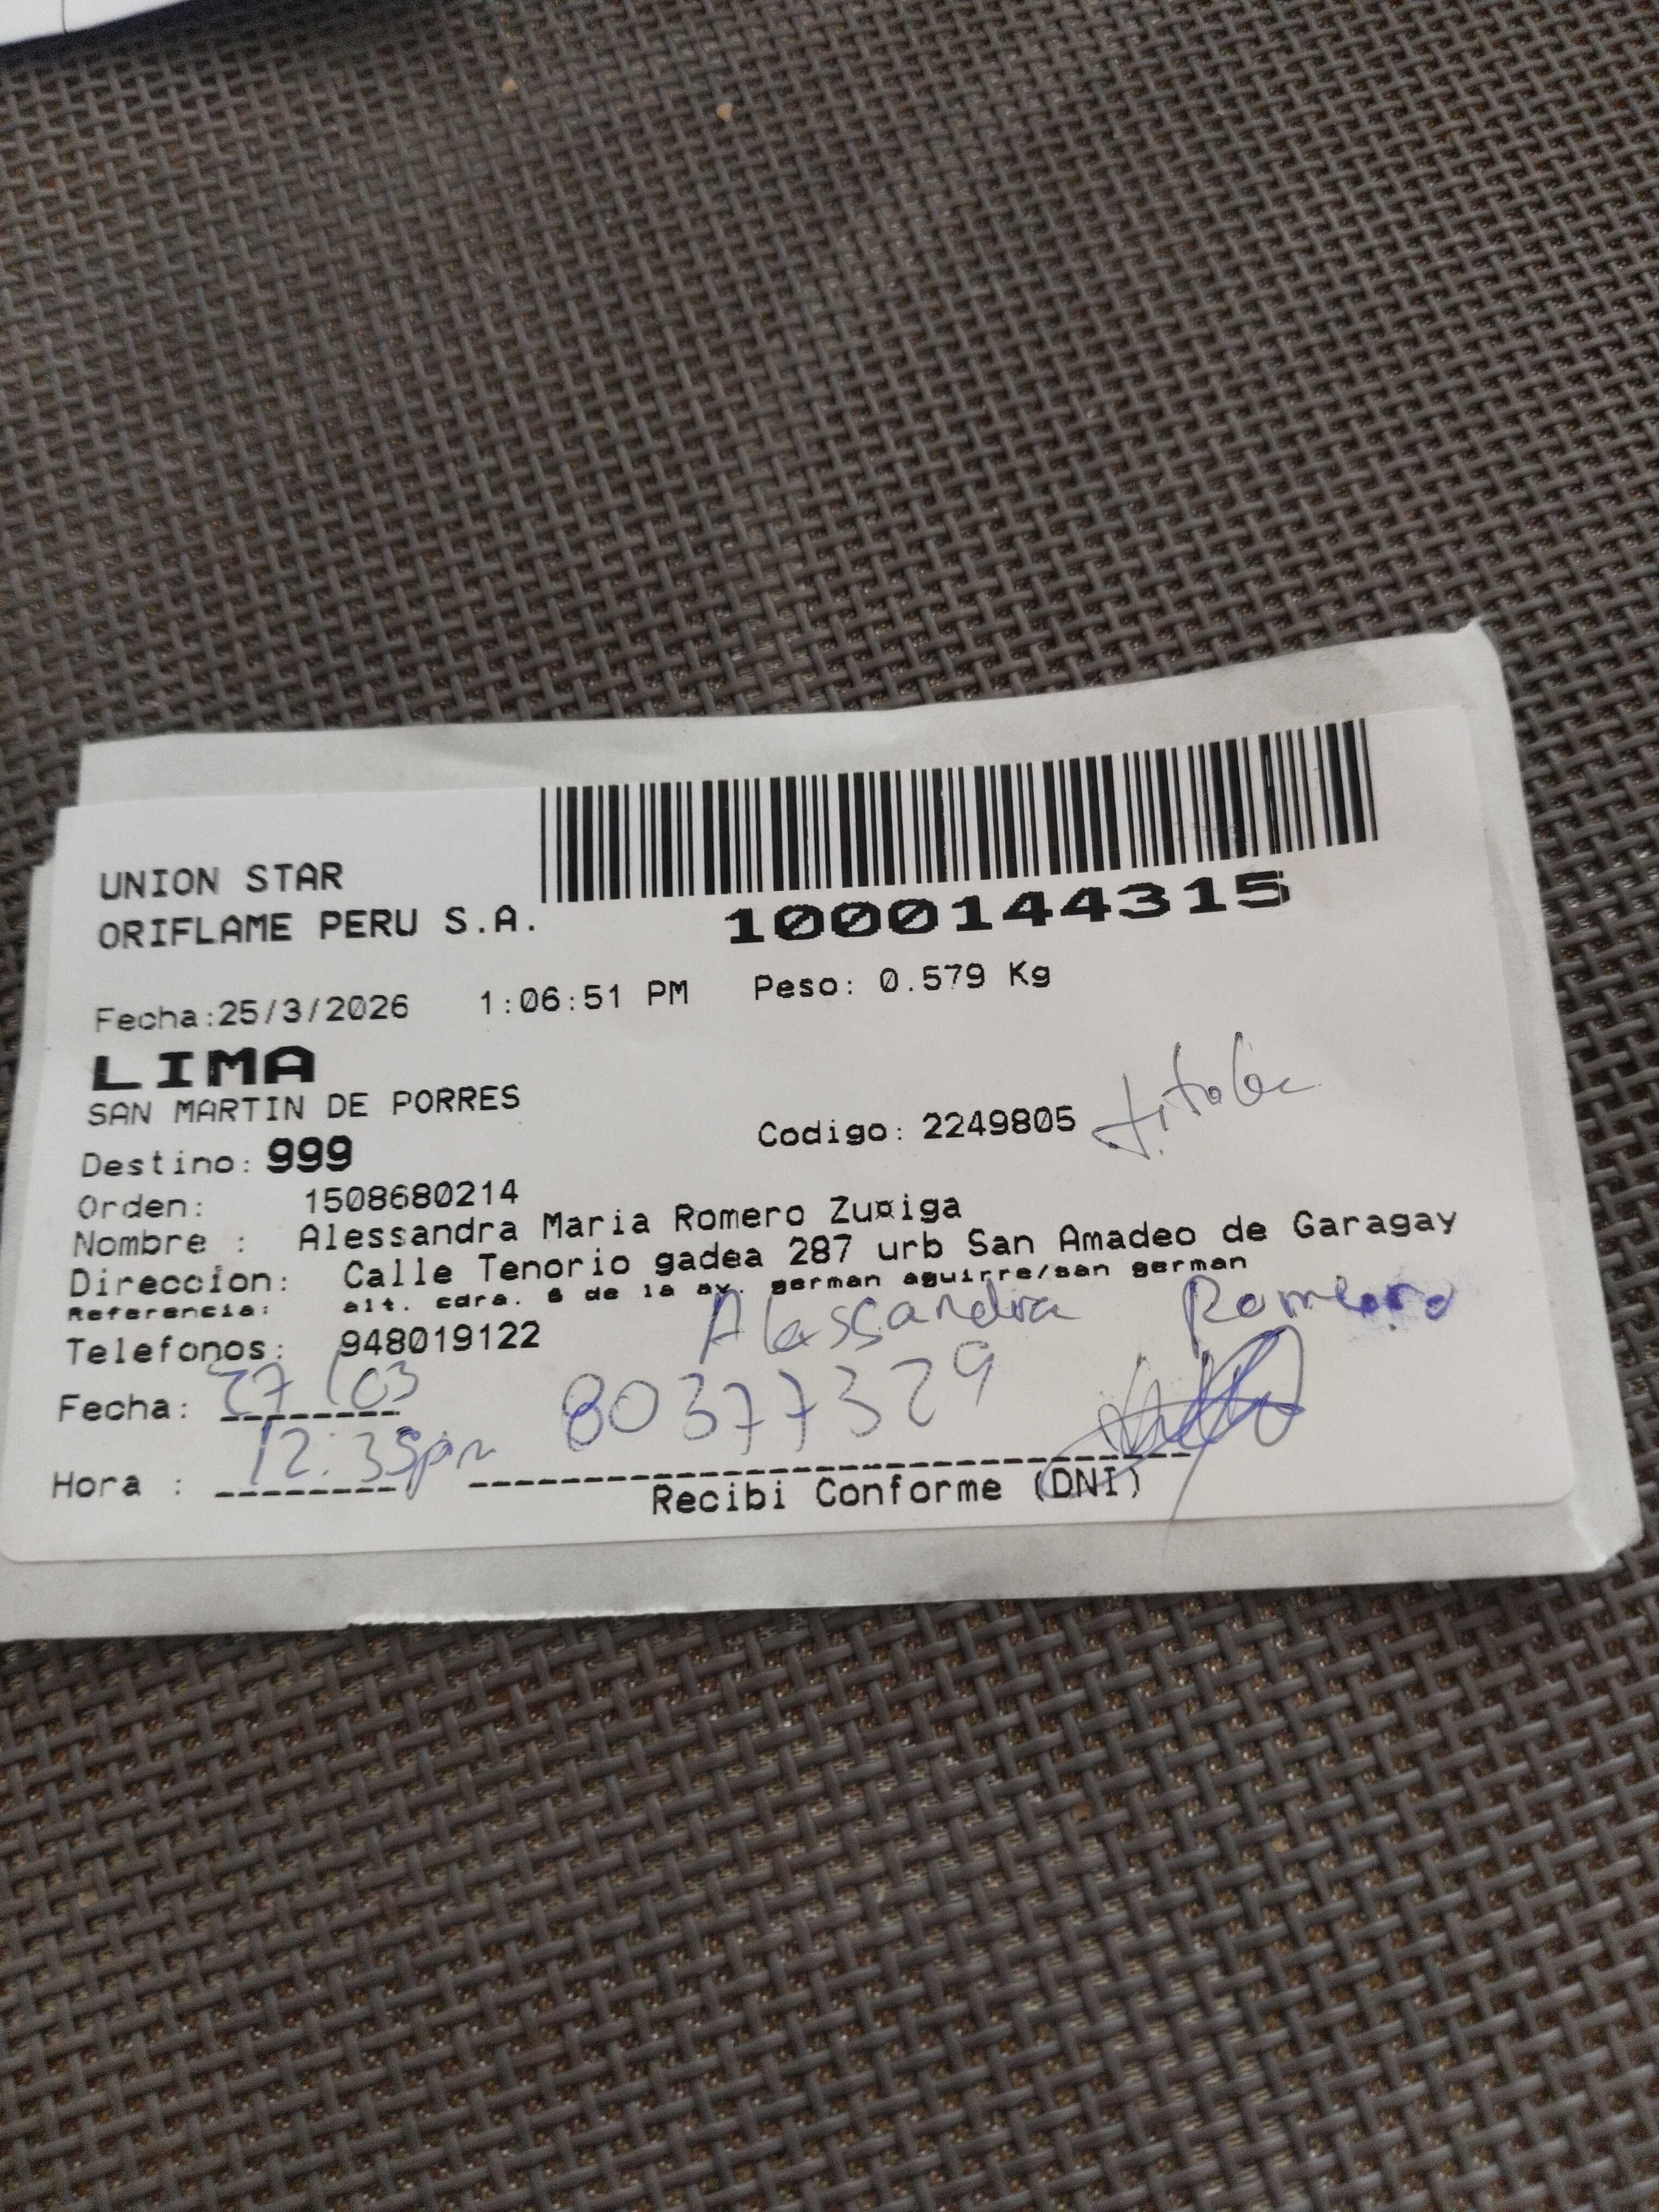 UNION STAR
ORIFLAME PERU S.A.
1000144315
Fecha:25/3/2026 1:06:51 PM Peso: 0.579 Kg
LIMA
SAN MARTIN DE PORRES
Codigo: 2249805 titular
Destino: 999
Orden: 1508680214
Nombre : Alessandra Maria Romero Zu¤iga
Direccion: Calle Tenorio gadea 287 urb San Amadeo de Garagay
Referencia: alt. cdra. 6 de la av. german aguirre/san german
Telefonos: 948019122
Alessandra Romero
Fecha: 27/03 80377329
Hora : 12:35pm
Recibi Conforme (DNI)